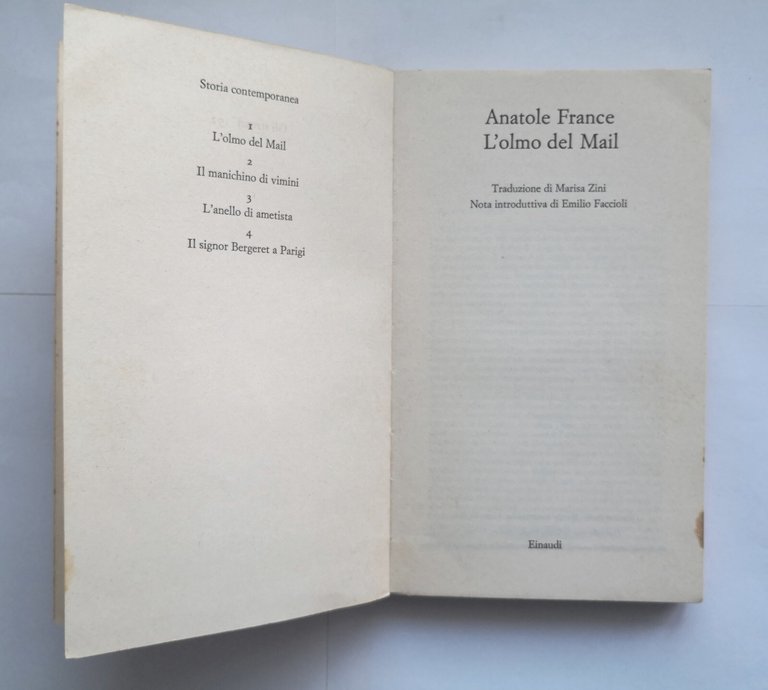 Storia contemporanea
1
L'olmo del Mail
2
Il manichino di vimini
3
L'anello di ametista
4
Il signor Bergeret a Parigi
Anatole France
L'olmo del Mail
Traduzione di Marisa Zini
Nota introduttiva di Emilio Faccioli
Einaudi